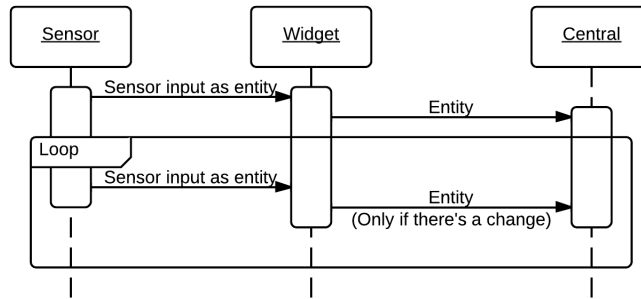 Sensor
Widget
Central
Sensor input as entity
Entity
Loop
Sensor input as entity
Entity
(Only if there's a change)